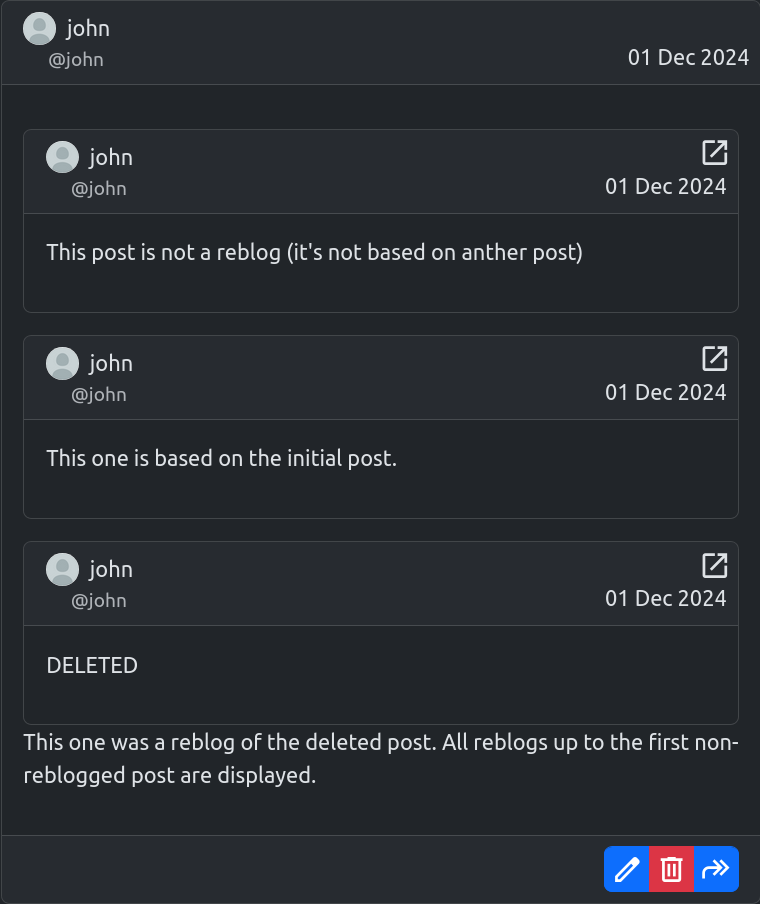 john
@john
01 Dec 2024
john
@john
01 Dec 2024
This post is not a reblog (it's not based on anther post)
john
@john
01 Dec 2024
This one is based on the initial post.
john
@john
01 Dec 2024
DELETED
This one was a reblog of the deleted post. All reblogs up to the first non-
reblogged post are displayed.